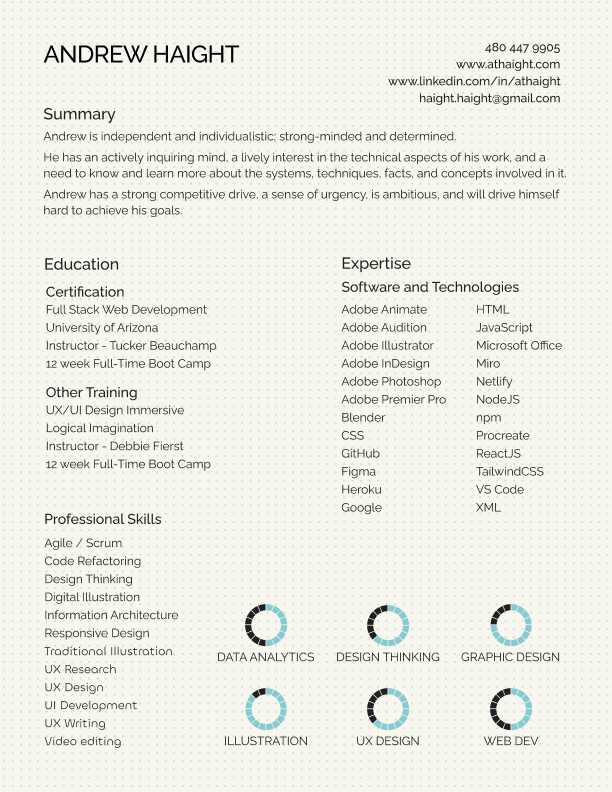 ANDREW HAIGHT
480 447 9905
www.athaight.com
www.linkedin.com/in/athaight
haight.haight@gmail.com
Summary
Andrew is independent and individualistic; strong-minded and determined.
He has an actively inquiring mind, a lively interest in the technical aspects of his work, and a
need to know and learn more about the systems, techniques, facts, and concepts involved in it.
Andrew has a strong competitive drive, a sense of urgency, is ambitious, and will drive himself
hard to achieve his goals.
Education
Certification
Full Stack Web Development
University of Arizona
Instructor - Tucker Beauchamp
12 week Full-Time Boot Camp
Other Training
UX/UI Design Immersive
Logical Imagination
Instructor - Debbie Fierst
12 week Full-Time Boot Camp
Expertise
Software and Technologies
Adobe Animate
Adobe Audition
Adobe Illustrator
Adobe InDesign
Adobe Photoshop
Adobe Premier Pro
Blender
CSS
GitHub
Figma
Heroku
Google
HTML
JavaScript
Microsoft Office
Miro
Netlify
NodeJS
npm
Procreate
ReactJS
TailwindCSS
VS Code
XML
Professional Skills
Agile / Scrum
Code Refactoring
Design Thinking
Digital Illustration
Information Architecture
Responsive Design
Traditional Illustration
UX Research
UX Design
UI Development
UX Writing
Video editing
DATA ANALYTICS
DESIGN THINKING
GRAPHIC DESIGN
ILLUSTRATION
UX DESIGN
WEB DEV